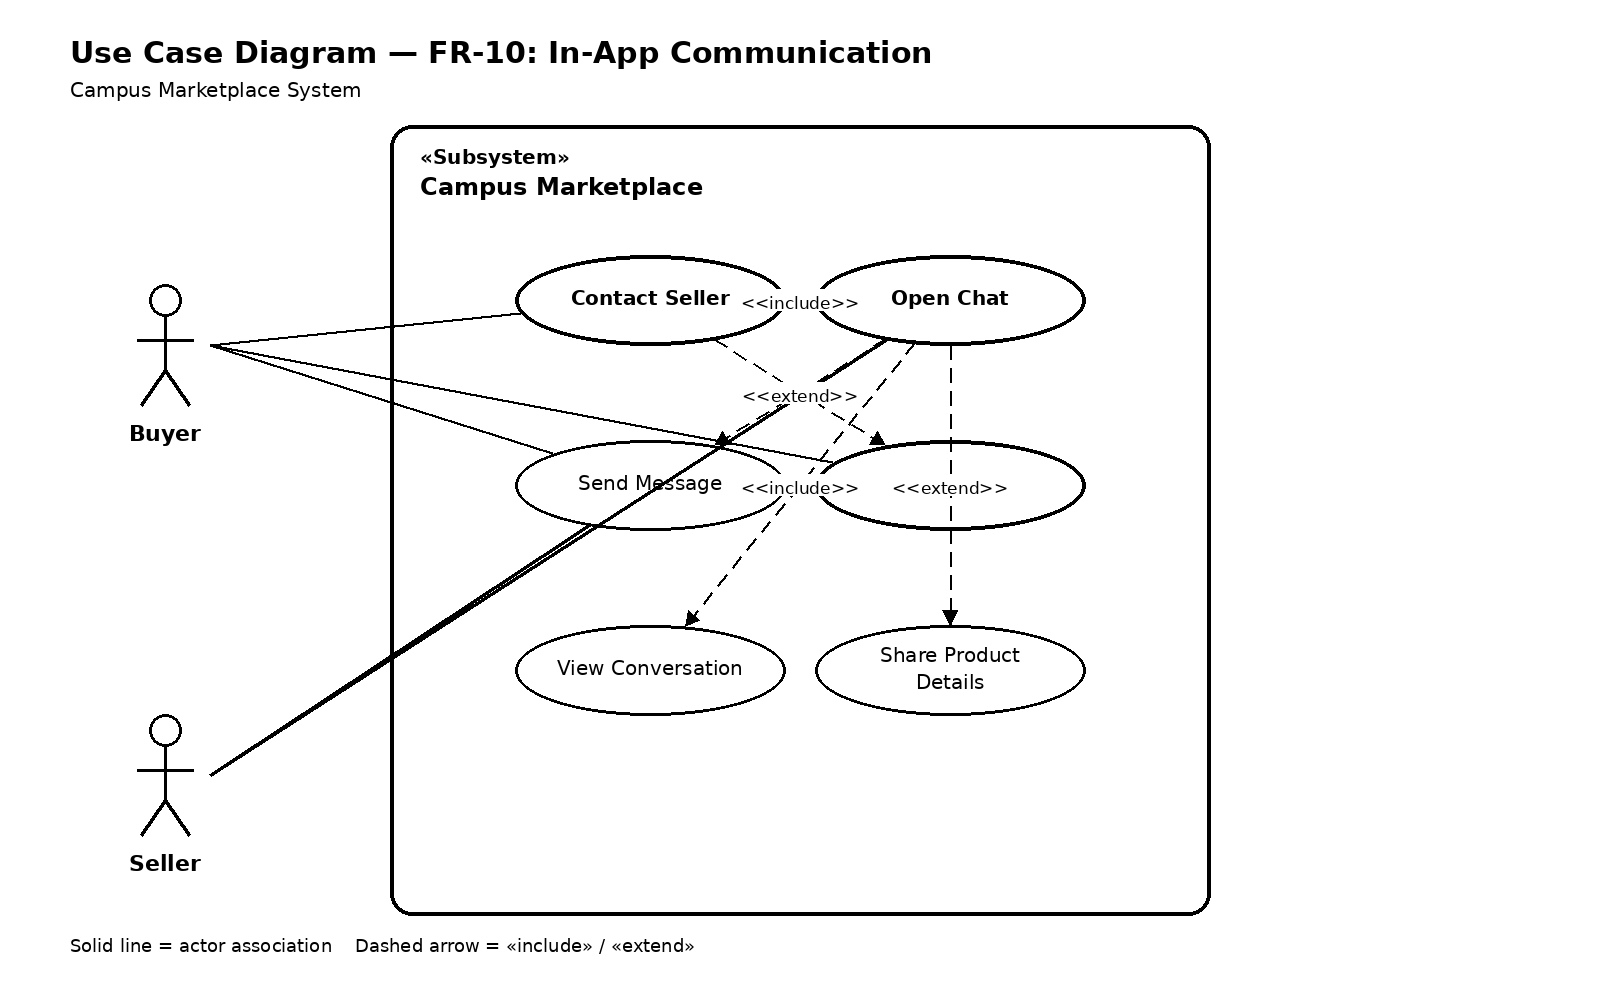 Use Case Diagram — FR-10: In-App Communication
Campus Marketplace System
«Subsystem»
Campus Marketplace
Contact Seller
<<include>>
Open Chat
<<extend>>
Buyer
Send Message
<<include>>
<<extend>>
View Conversation
Share Product
Details
Seller
Solid line = actor association    Dashed arrow = «include» / «extend»